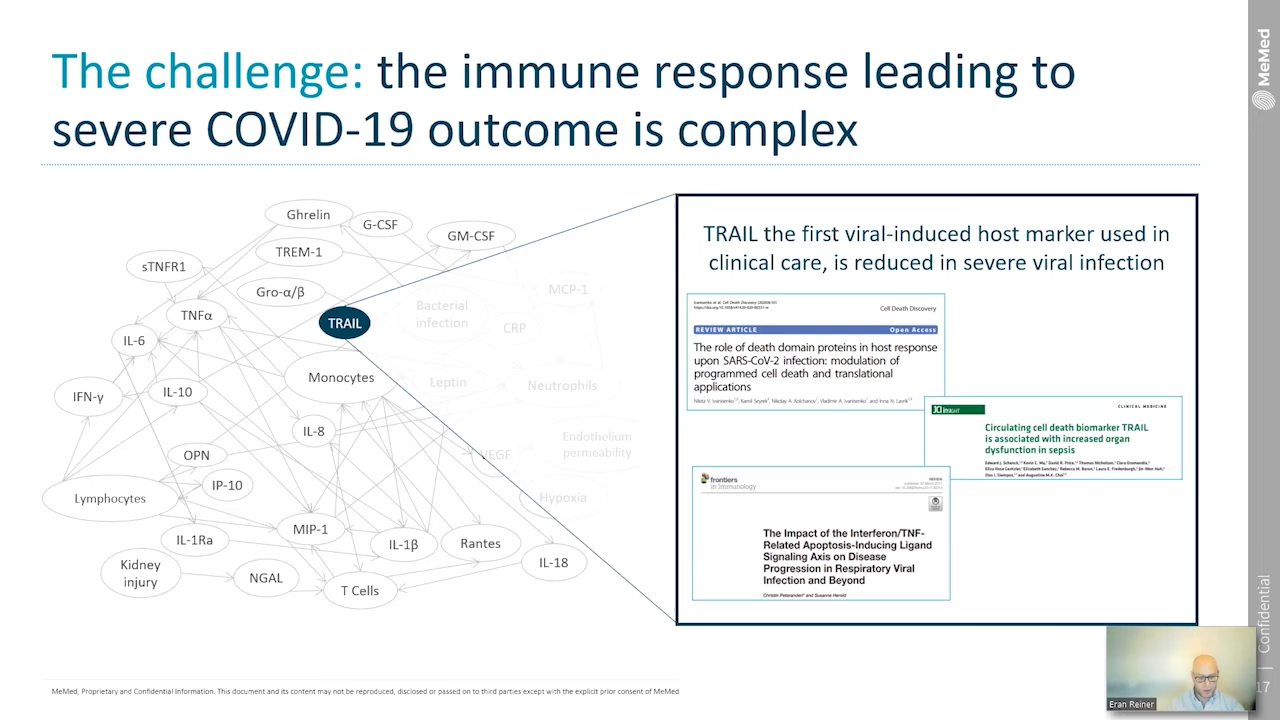 The challenge: the immune response leading to
severe COVID-19 outcome is complex
MeMed
Ghrelin
G-CSF
GM-CSF
TREM-1
sTNFR1
Gro-α/β
TNFα
TRAIL
IL-6
Bacterial
infection
MCP-1
CRP
Monocytes
Leptin
Neutrophils
IFN-γ
IL-10
IL-8
Endothelium
permeability
VEGF
OPN
IP-10
Lymphocytes
Hypoxia
MIP-1
IL-1Ra
IL-1β
Rantes
IL-18
Kidney
injury
NGAL
T Cells
TRAIL the first viral-induced host marker used in
clinical care, is reduced in severe viral infection
Cell Death Discovery
REVIEW ARTICLE
Open Access
The role of death domain proteins in host response
upon SARS-CoV-2 infection: modulation of
programmed cell death and translational
applications
JCI insight
CLINICAL MEDICINE
Circulating cell death biomarker TRAIL
is associated with increased organ
dysfunction in sepsis
frontiers
in Immunology
REVIEW
The Impact of the Interferon/TNF-
Related Apoptosis-Inducing Ligand
Signaling Axis on Disease
Progression in Respiratory Viral
Infection and Beyond
Christin Peteranderl* and Susanne Herold
Confidential
17
Eran Reiner
MeMed, Proprietary and Confidential Information. This document and its content may not be reproduced, disclosed or passed on to third parties except with the explicit prior consent of MeMed